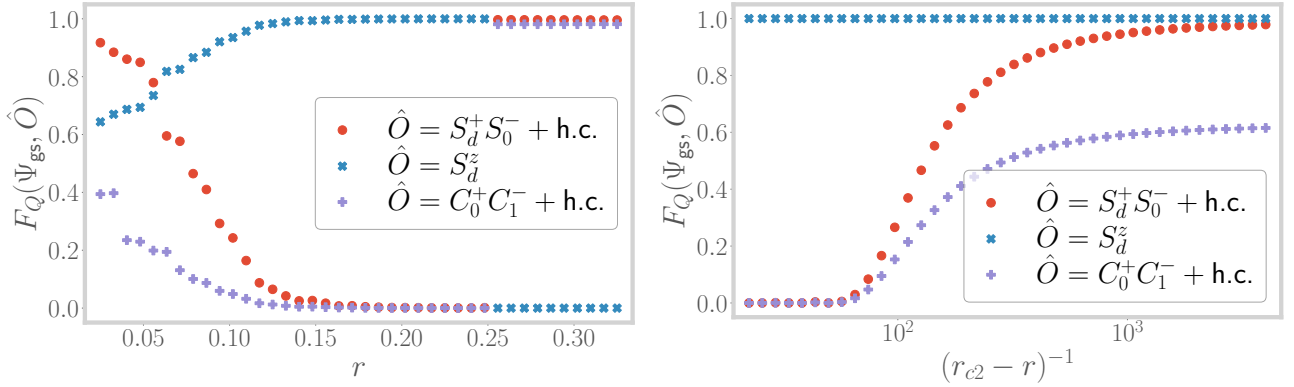 F_Q(Ψ_gs, Ô)
1.0
0.8
0.6
0.4
0.2
0.0
Ô = S_d^+ S_0^- + h.c.
Ô = S_d^z
Ô = C_0^+ C_1^- + h.c.
0.05 0.10 0.15 0.20 0.25 0.30
r
F_Q(Ψ_gs, Ô)
1.0
0.8
0.6
0.4
0.2
0.0
Ô = S_d^+ S_0^- + h.c.
Ô = S_d^z
Ô = C_0^+ C_1^- + h.c.
10^2 10^3
(r_{c2} − r)^{−1}